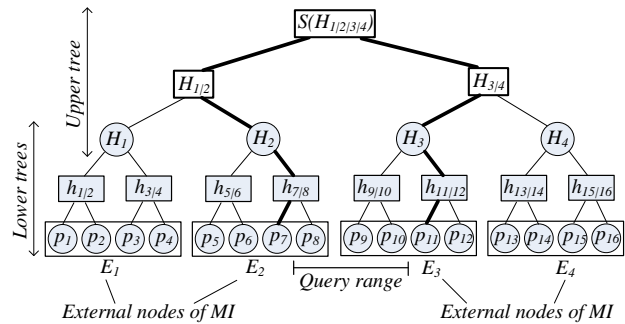 S(H1|2|3|4)
Upper tree
H1|2 H3|4
Lower trees
H1 H2 H3 H4
h1|2 h3|4 h5|6 h7|8 h9|10 h11|12 h13|14 h15|16
p1 p2 p3 p4 p5 p6 p7 p8 p9 p10 p11 p12 p13 p14 p15 p16
E1 E2 E3 E4
Query range
External nodes of MI External nodes of MI